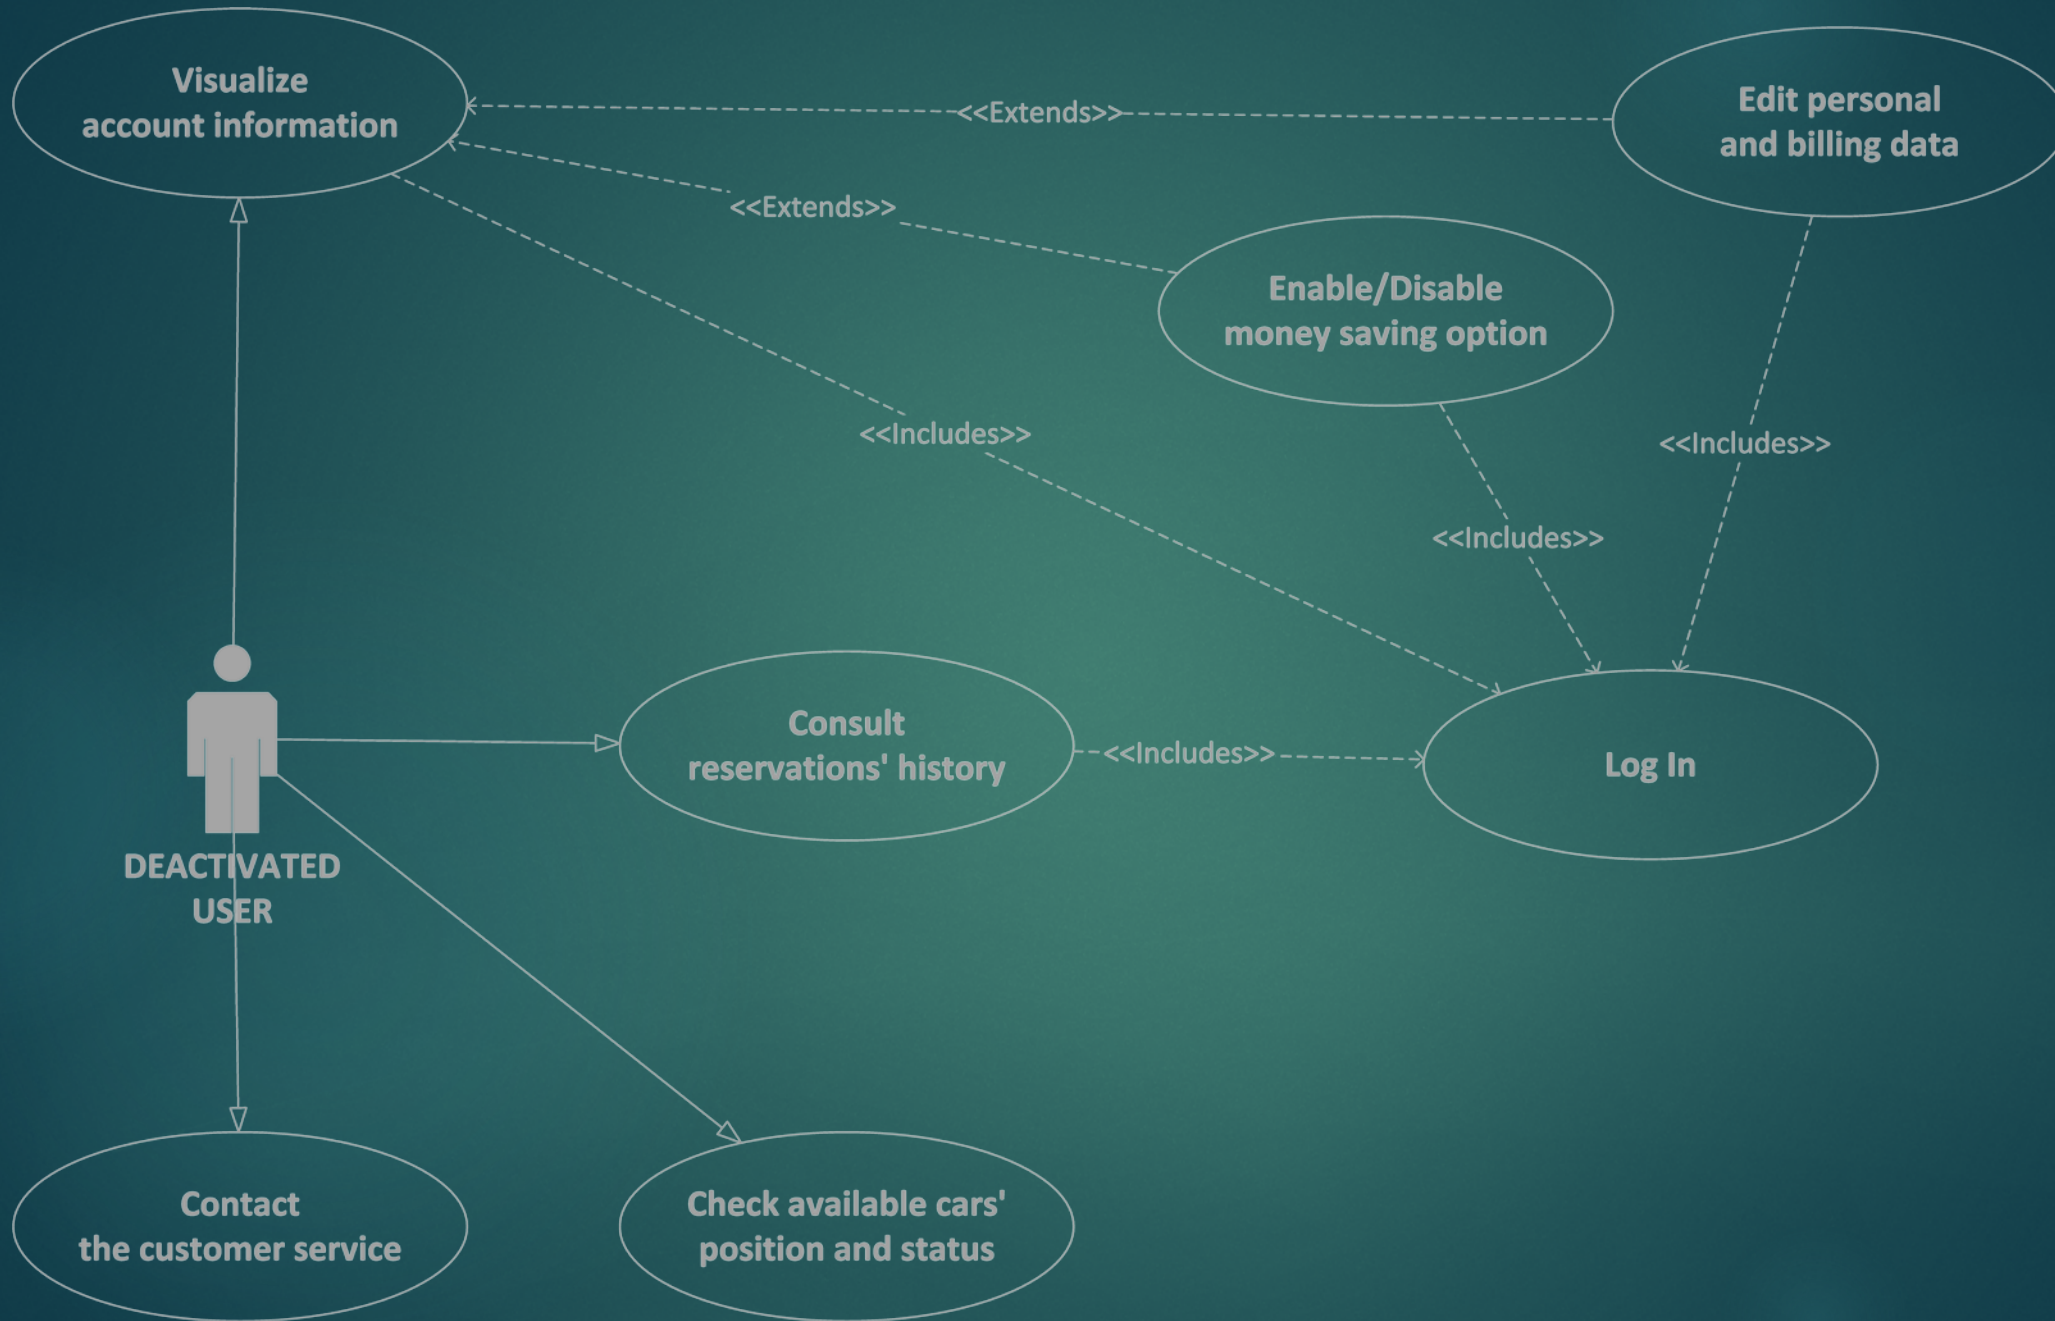 Visualize
account information
<<Extends>>
Edit personal
and billing data
<<Extends>>
Enable/Disable
money saving option
<<Includes>>
<<Includes>>
<<Includes>>
Consult
reservations' history
<<Includes>>
Log In
DEACTIVATED
USER
Contact
the customer service
Check available cars'
position and status